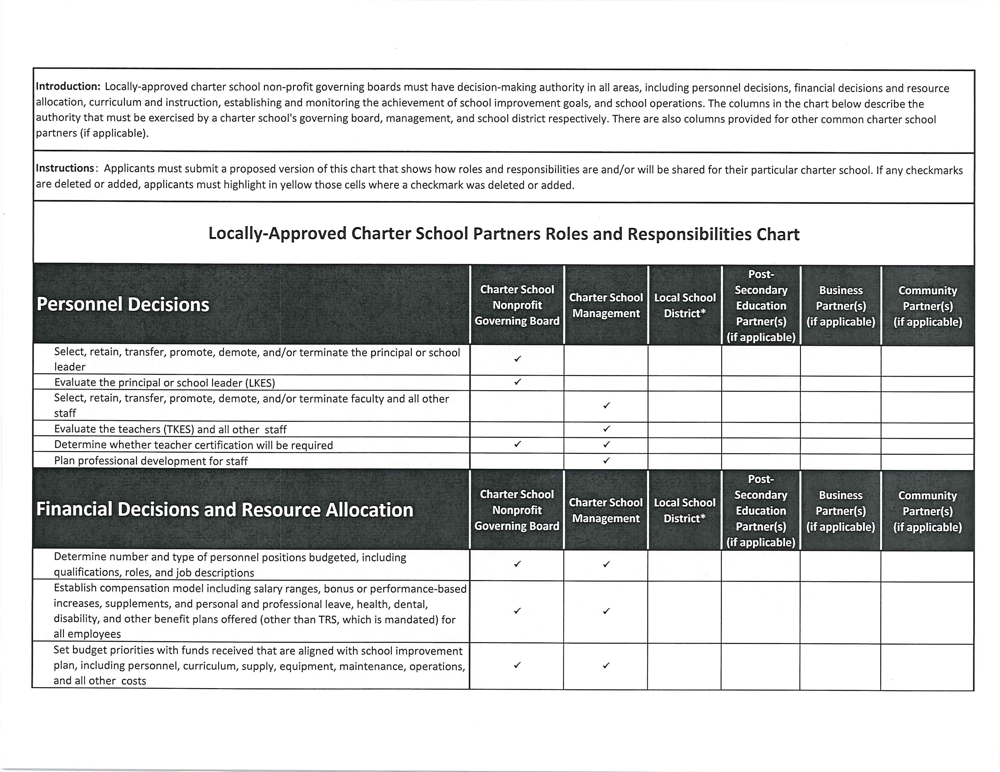 Introduction: Locally-approved charter school non-profit governing boards must have decision-making authority in all areas, including personnel decisions, financial decisions and resource
allocation, curriculum and instruction, establishing and monitoring the achievement of school improvement goals, and school operations. The columns in the chart below describe the
authority that must be exercised by a charter school's governing board, management, and school district respectively. There are also columns provided for other common charter school
partners (if applicable).
Instructions: Applicants must submit a proposed version of this chart that shows how roles and responsibilities are and/or will be shared for their particular charter school. If any checkmarks
are deleted or added, applicants must highlight in yellow those cells where a checkmark was deleted or added.
Locally-Approved Charter School Partners Roles and Responsibilities Chart
Personnel Decisions
Charter School
Nonprofit
Governing Board
Charter School
Management
Local School
District*
Post-
Secondary
Education
Partner(s)
(if applicable)
Business
Partner(s)
(if applicable)
Community
Partner(s)
(if applicable)
Select, retain, transfer, promote, demote, and/or terminate the principal or school
leader
✓
Evaluate the principal or school leader (LKES)
✓
Select, retain, transfer, promote, demote, and/or terminate faculty and all other
staff
✓
Evaluate the teachers (TKES) and all other staff
✓
Determine whether teacher certification will be required
✓ ✓
Plan professional development for staff
✓
Financial Decisions and Resource Allocation
Charter School
Nonprofit
Governing Board
Charter School
Management
Local School
District*
Post-
Secondary
Education
Partner(s)
(if applicable)
Business
Partner(s)
(if applicable)
Community
Partner(s)
(if applicable)
Determine number and type of personnel positions budgeted, including
qualifications, roles, and job descriptions
✓ ✓
Establish compensation model including salary ranges, bonus or performance-based
increases, supplements, and personal and professional leave, health, dental,
disability, and other benefit plans offered (other than TRS, which is mandated) for
all employees
✓ ✓
Set budget priorities with funds received that are aligned with school improvement
plan, including personnel, curriculum, supply, equipment, maintenance, operations,
and all other costs
✓ ✓